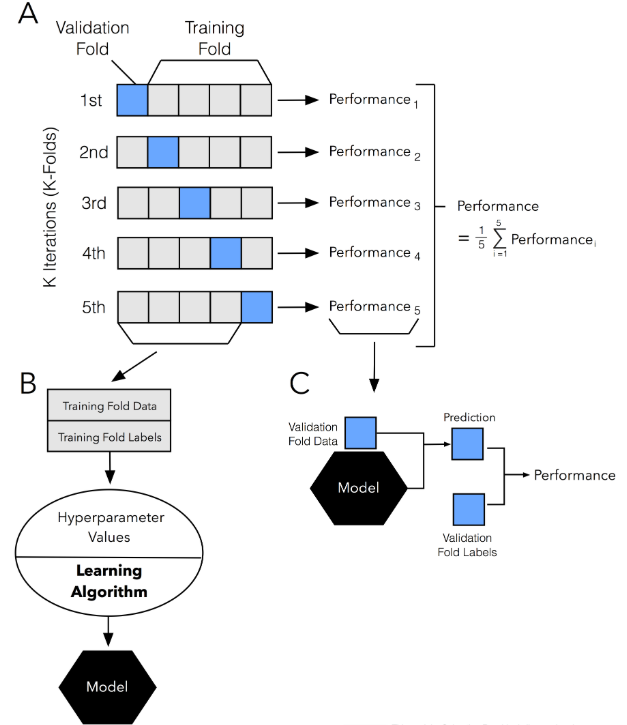 A
Validation
Fold
Training
Fold
K Iterations (K-Folds)
1st
Performance 1
2nd
Performance 2
3rd
Performance 3
4th
Performance 4
5th
Performance 5
Performance
= 1/5 5∑i=1 Performance i
B
Training Fold Data
Training Fold Labels
Hyperparameter
Values
Learning
Algorithm
Model
C
Validation
Fold Data
Model
Prediction
Performance
Validation
Fold Labels